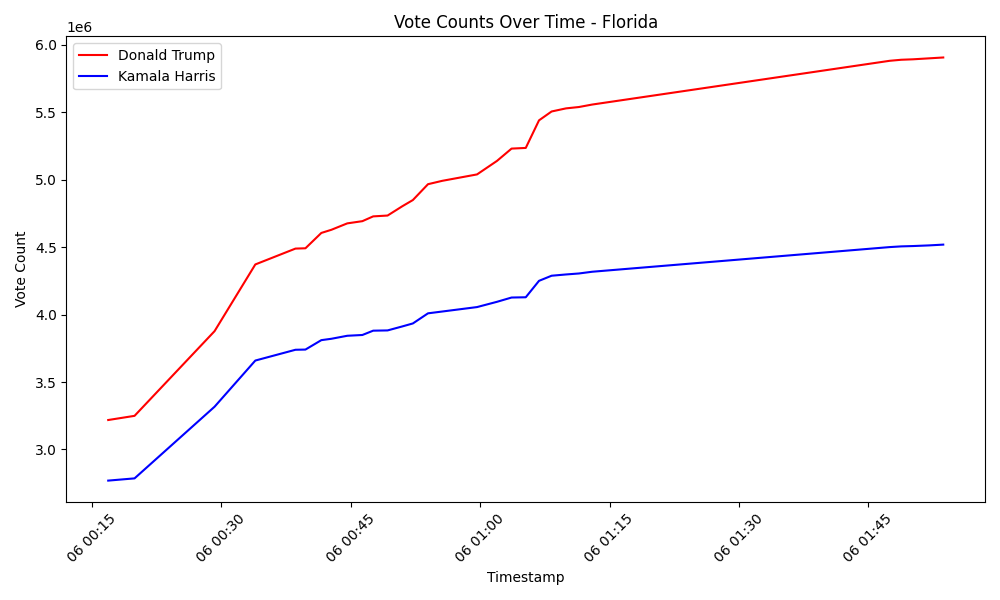 Vote Counts Over Time - Florida
1e6
Donald Trump
Kamala Harris
6.0
5.5
5.0
4.5
4.0
3.5
3.0
Vote Count
06 00:15
06 00:30
06 00:45
06 01:00
06 01:15
06 01:30
06 01:45
Timestamp